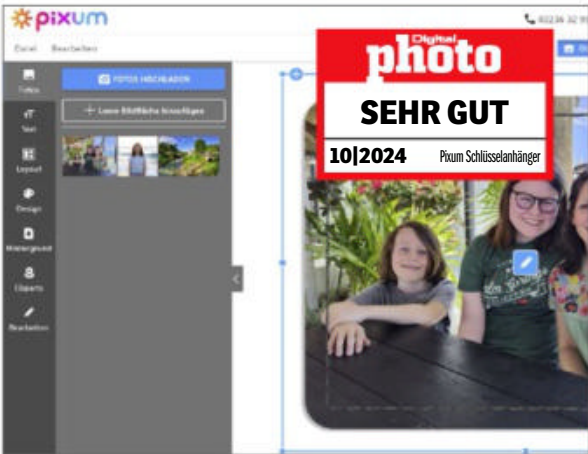 pixum
Datei Bearbeiten
Digital
photo
SEHR GUT
10|2024 Pixum Schlüsselanhänger
FOTOS HOCHLADEN
+ Leere Bildfläche hinzufügen
Fotos
Text
Layout
Design
Hintergrund
Cliparts
Bearbeiten